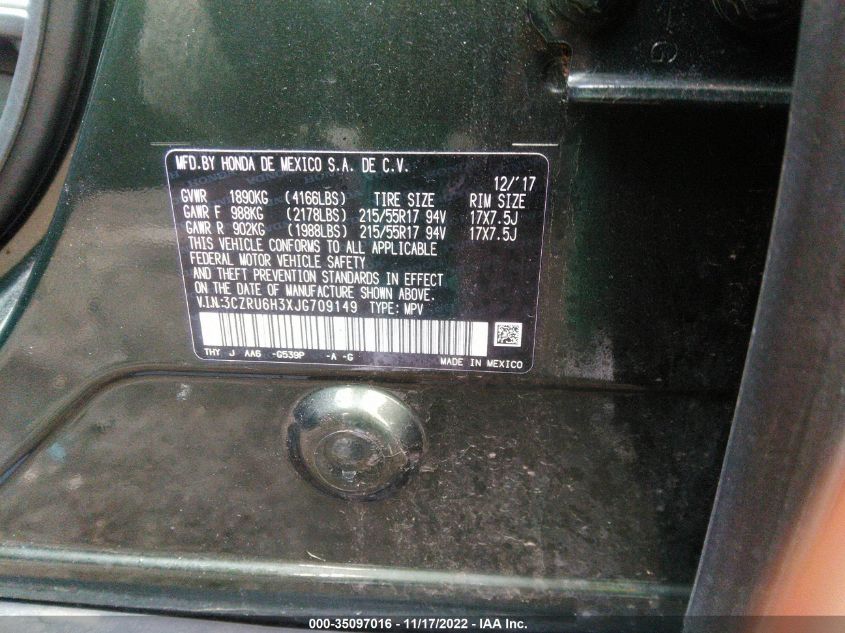 MFD.BY HONDA DE MEXICO S.A. DE C.V.
12/'17
GVWR 1890KG (4166LBS) TIRE SIZE RIM SIZE
GAWR F 988KG (2178LBS) 215/55R17 94V 17X7.5J
GAWR R 902KG (1988LBS) 215/55R17 94V 17X7.5J
THIS VEHICLE CONFORMS TO ALL APPLICABLE
FEDERAL MOTOR VEHICLE SAFETY
AND THEFT PREVENTION STANDARDS IN EFFECT
ON THE DATE OF MANUFACTURE SHOWN ABOVE.
V.I.N:3CZRU6H3XJG709149 TYPE: MPV
THY J AA6 -G539P -A -G MADE IN MEXICO
000-35097016 - 11/17/2022 - IAA Inc.